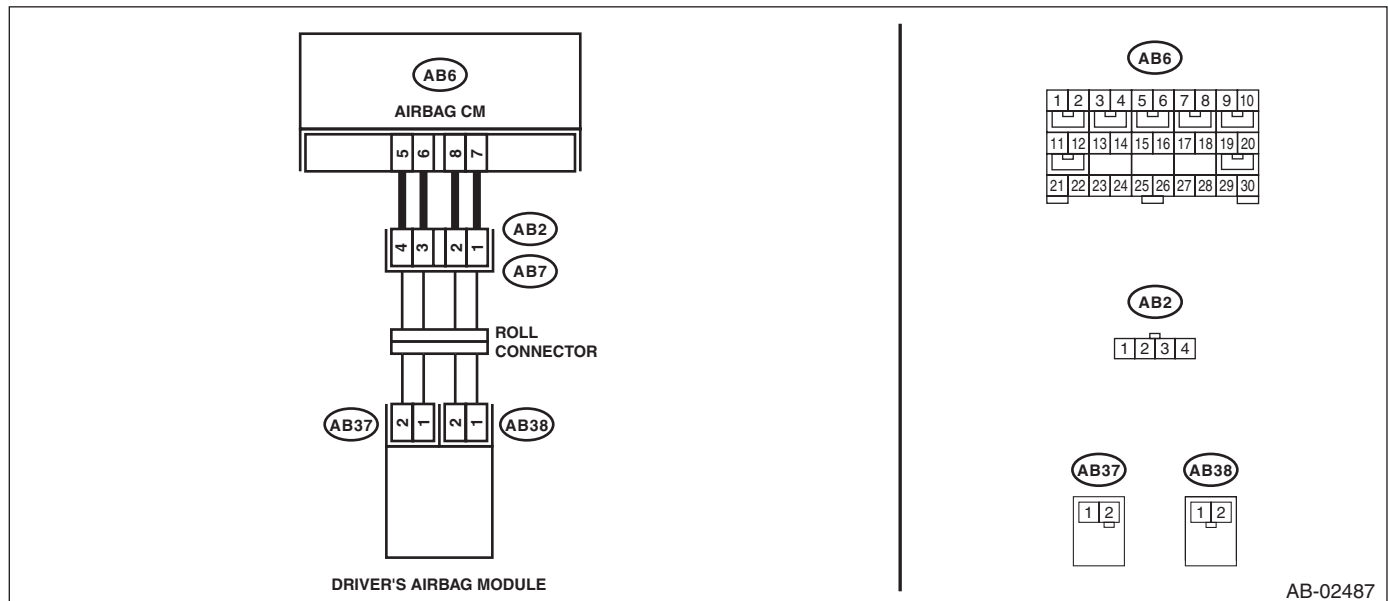 AB6
AIRBAG CM
5 6 8 7
4 3 2 1
AB2
AB7
ROLL
CONNECTOR
AB37
2 1 2 1
AB38
DRIVER'S AIRBAG MODULE
AB6
1 2 3 4 5 6 7 8 9 10
11 12 13 14 15 16 17 18 19 20
21 22 23 24 25 26 27 28 29 30
AB2
1 2 3 4
AB37 AB38
1 2 1 2
AB-02487